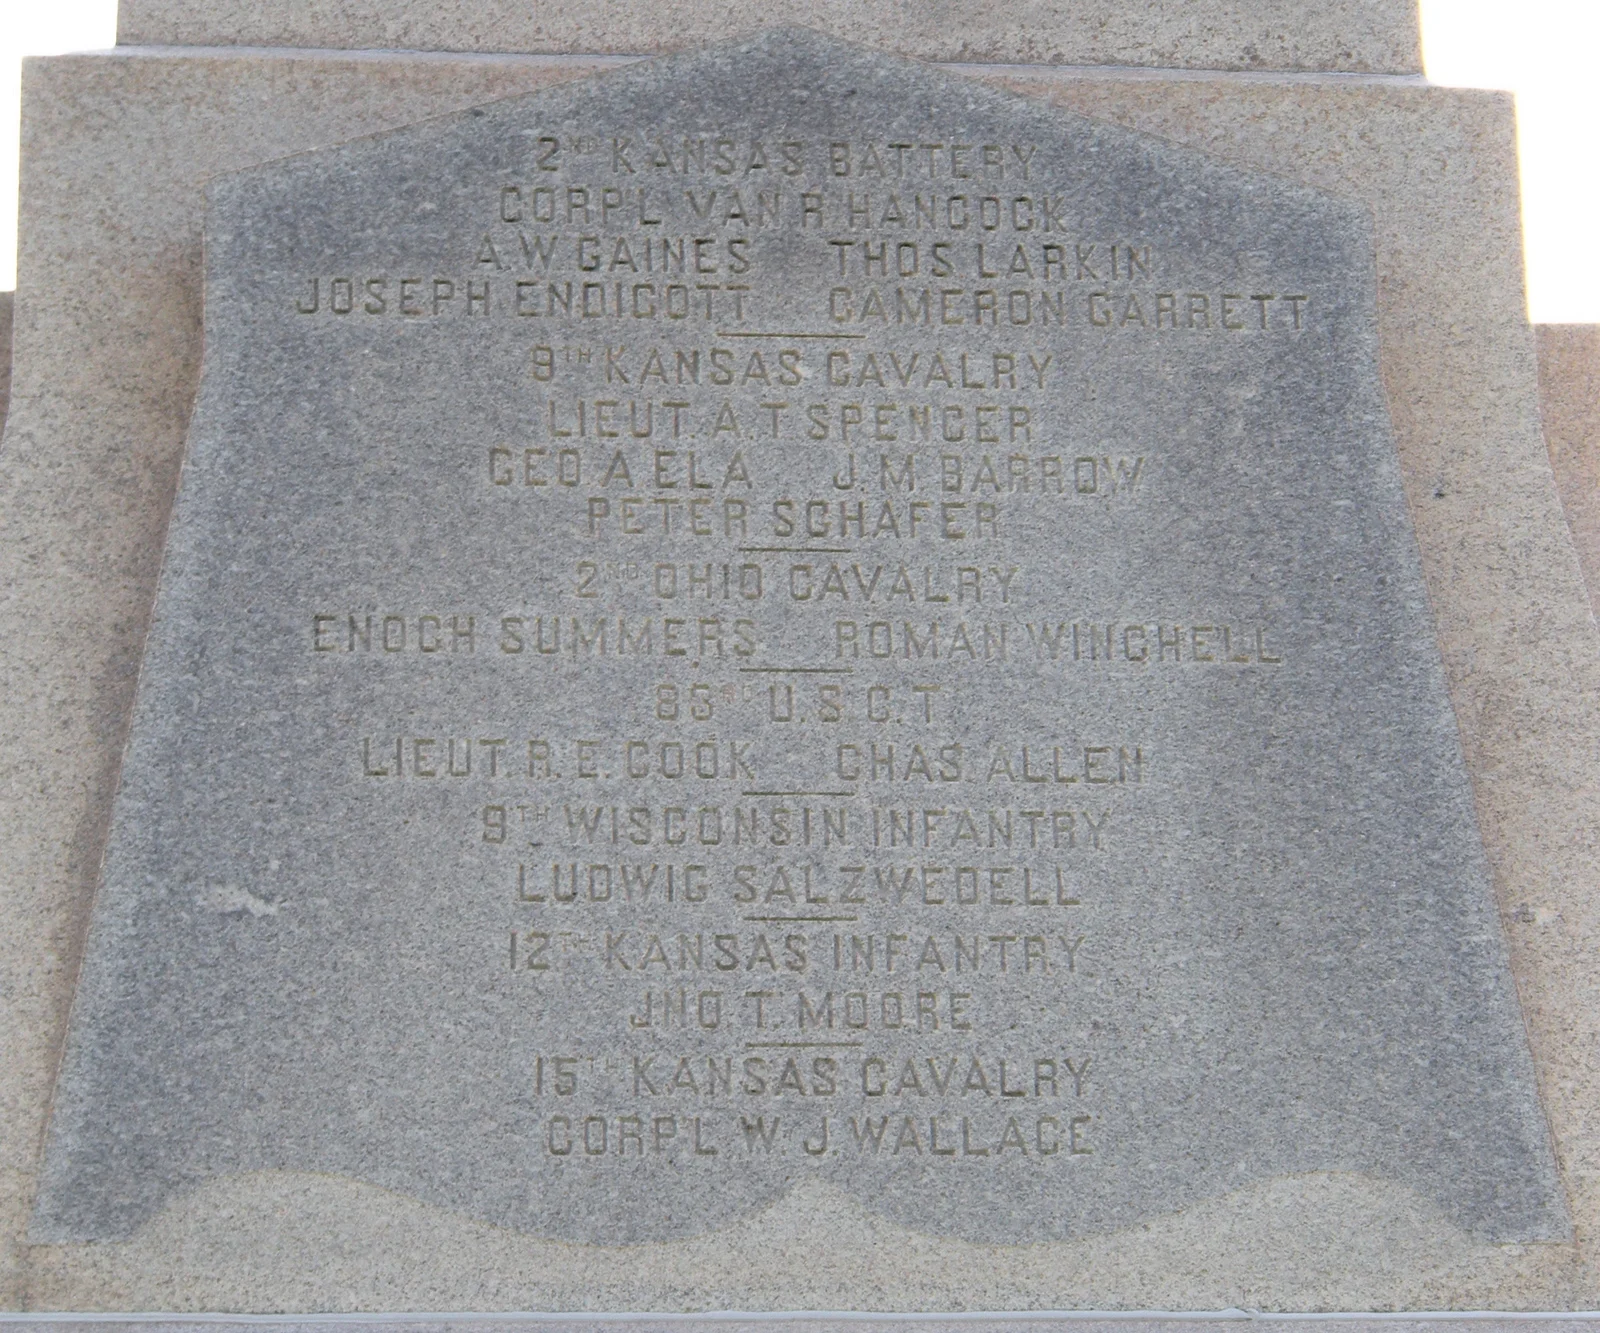 2ND KANSAS BATTERY
CORP'L VAN R HANCOCK
A. W. GAINES THOS LARKIN
JOSEPH ENDICOTT CAMERON GARRETT
9TH KANSAS CAVALRY
LIEUT. A. T SPENCER
GEO A ELA J. M. BARROW
PETER SCHAFER
2ND OHIO CAVALRY
ENOCH SUMMERS ROMAN WINCHELL
83RD U. S C. T
LIEUT. R. E. COOK CHAS. ALLEN
9TH WISCONSIN INFANTRY
LUDWIG SALZWEDELL
12TH KANSAS INFANTRY
JNO. T. MOORE
15TH KANSAS CAVALRY
CORP'L W. J. WALLACE